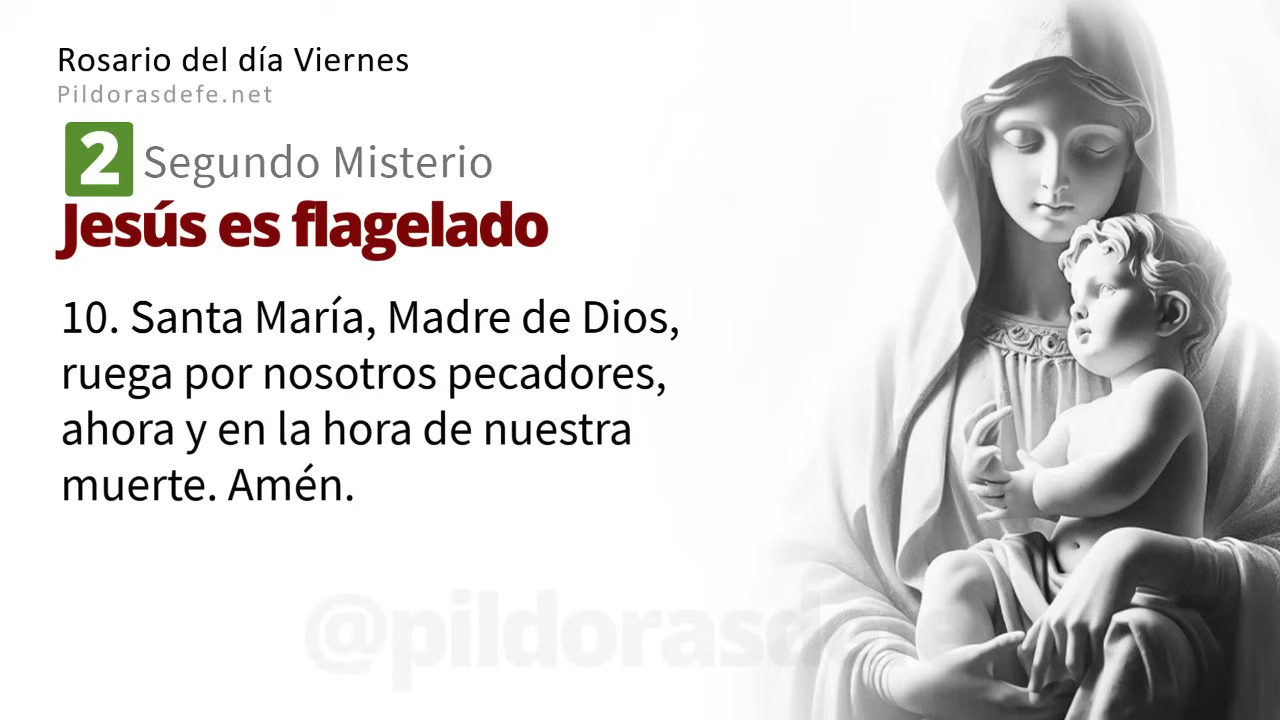 Rosario del día Viernes
Pildorasdefe.net
2 Segundo Misterio
Jesús es flagelado
10. Santa María, Madre de Dios,
ruega por nosotros pecadores,
ahora y en la hora de nuestra
muerte. Amén.
@pildorasdefe